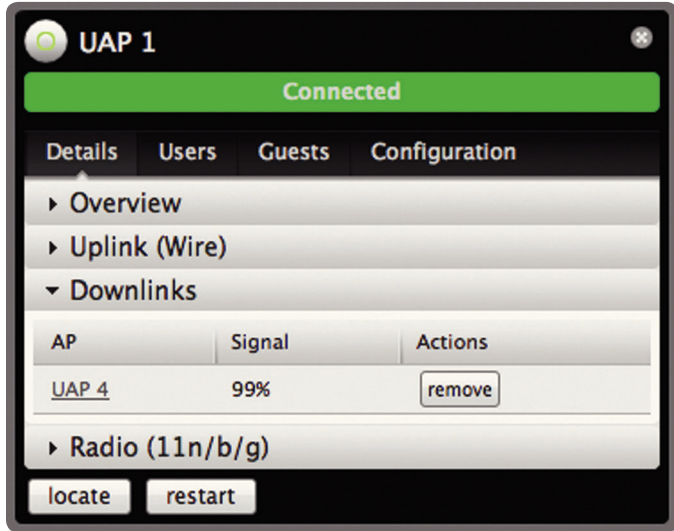 UAP 1
Connected
Details Users Guests Configuration
Overview
Uplink (Wire)
Downlinks
AP Signal Actions
UAP 4 99% remove
Radio (11n/b/g)
locate restart